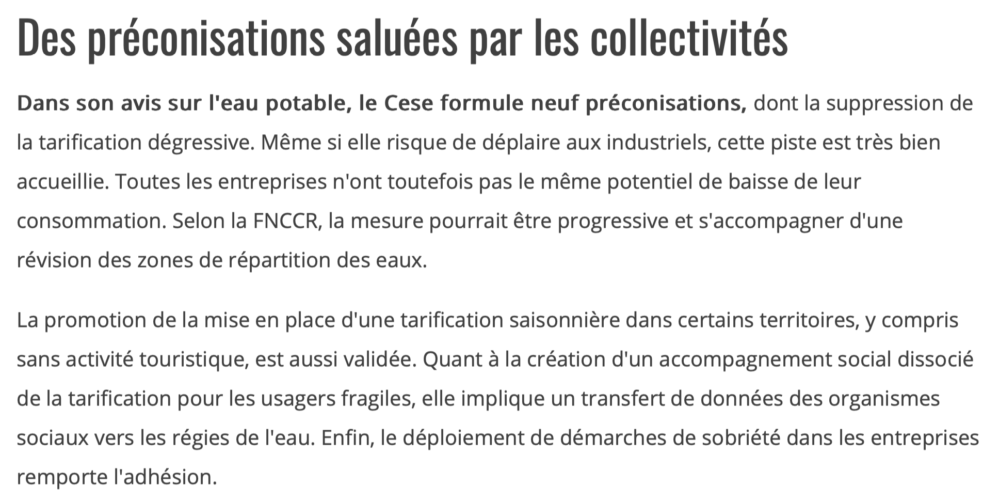 Des préconisations saluées par les collectivités
Dans son avis sur l'eau potable, le Cese formule neuf préconisations, dont la suppression de
la tarification dégressive. Même si elle risque de déplaire aux industriels, cette piste est très bien
accueillie. Toutes les entreprises n'ont toutefois pas le même potentiel de baisse de leur
consommation. Selon la FNCCR, la mesure pourrait être progressive et s'accompagner d'une
révision des zones de répartition des eaux.
La promotion de la mise en place d'une tarification saisonnière dans certains territoires, y compris
sans activité touristique, est aussi validée. Quant à la création d'un accompagnement social dissocié
de la tarification pour les usagers fragiles, elle implique un transfert de données des organismes
sociaux vers les régies de l'eau. Enfin, le déploiement de démarches de sobriété dans les entreprises
remporte l'adhésion.